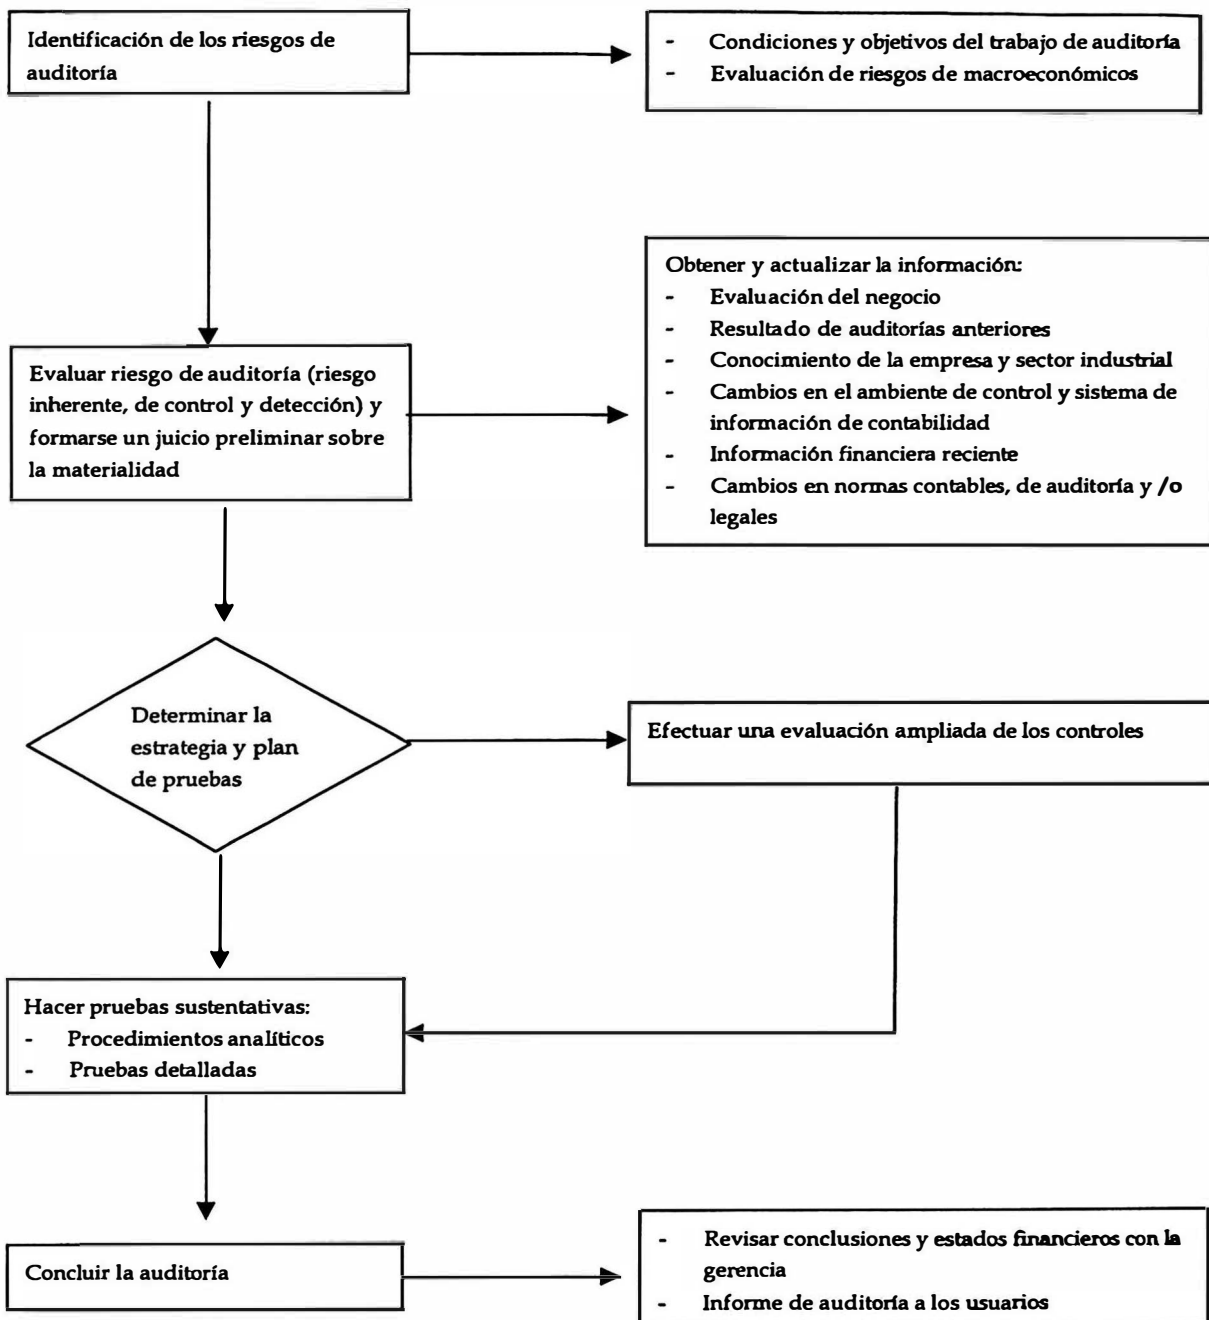 Identificación de los riesgos de
auditoría
- Condiciones y objetivos del trabajo de auditoría
- Evaluación de riesgos de macroeconómicos
Obtener y actualizar la información:
- Evaluación del negocio
- Resultado de auditorías anteriores
- Conocimiento de la empresa y sector industrial
- Cambios en el ambiente de control y sistema de
información de contabilidad
- Información financiera reciente
- Cambios en normas contables, de auditoría y /o
legales
Evaluar riesgo de auditoría (riesgo
inherente, de control y detección) y
formarse un juicio preliminar sobre
la materialidad
Determinar la
estrategia y plan
de pruebas
Efectuar una evaluación ampliada de los controles
Hacer pruebas sustentativas:
- Procedimientos analíticos
- Pruebas detalladas
Concluir la auditoría
- Revisar conclusiones y estados financieros con la
gerencia
- Informe de auditoría a los usuarios